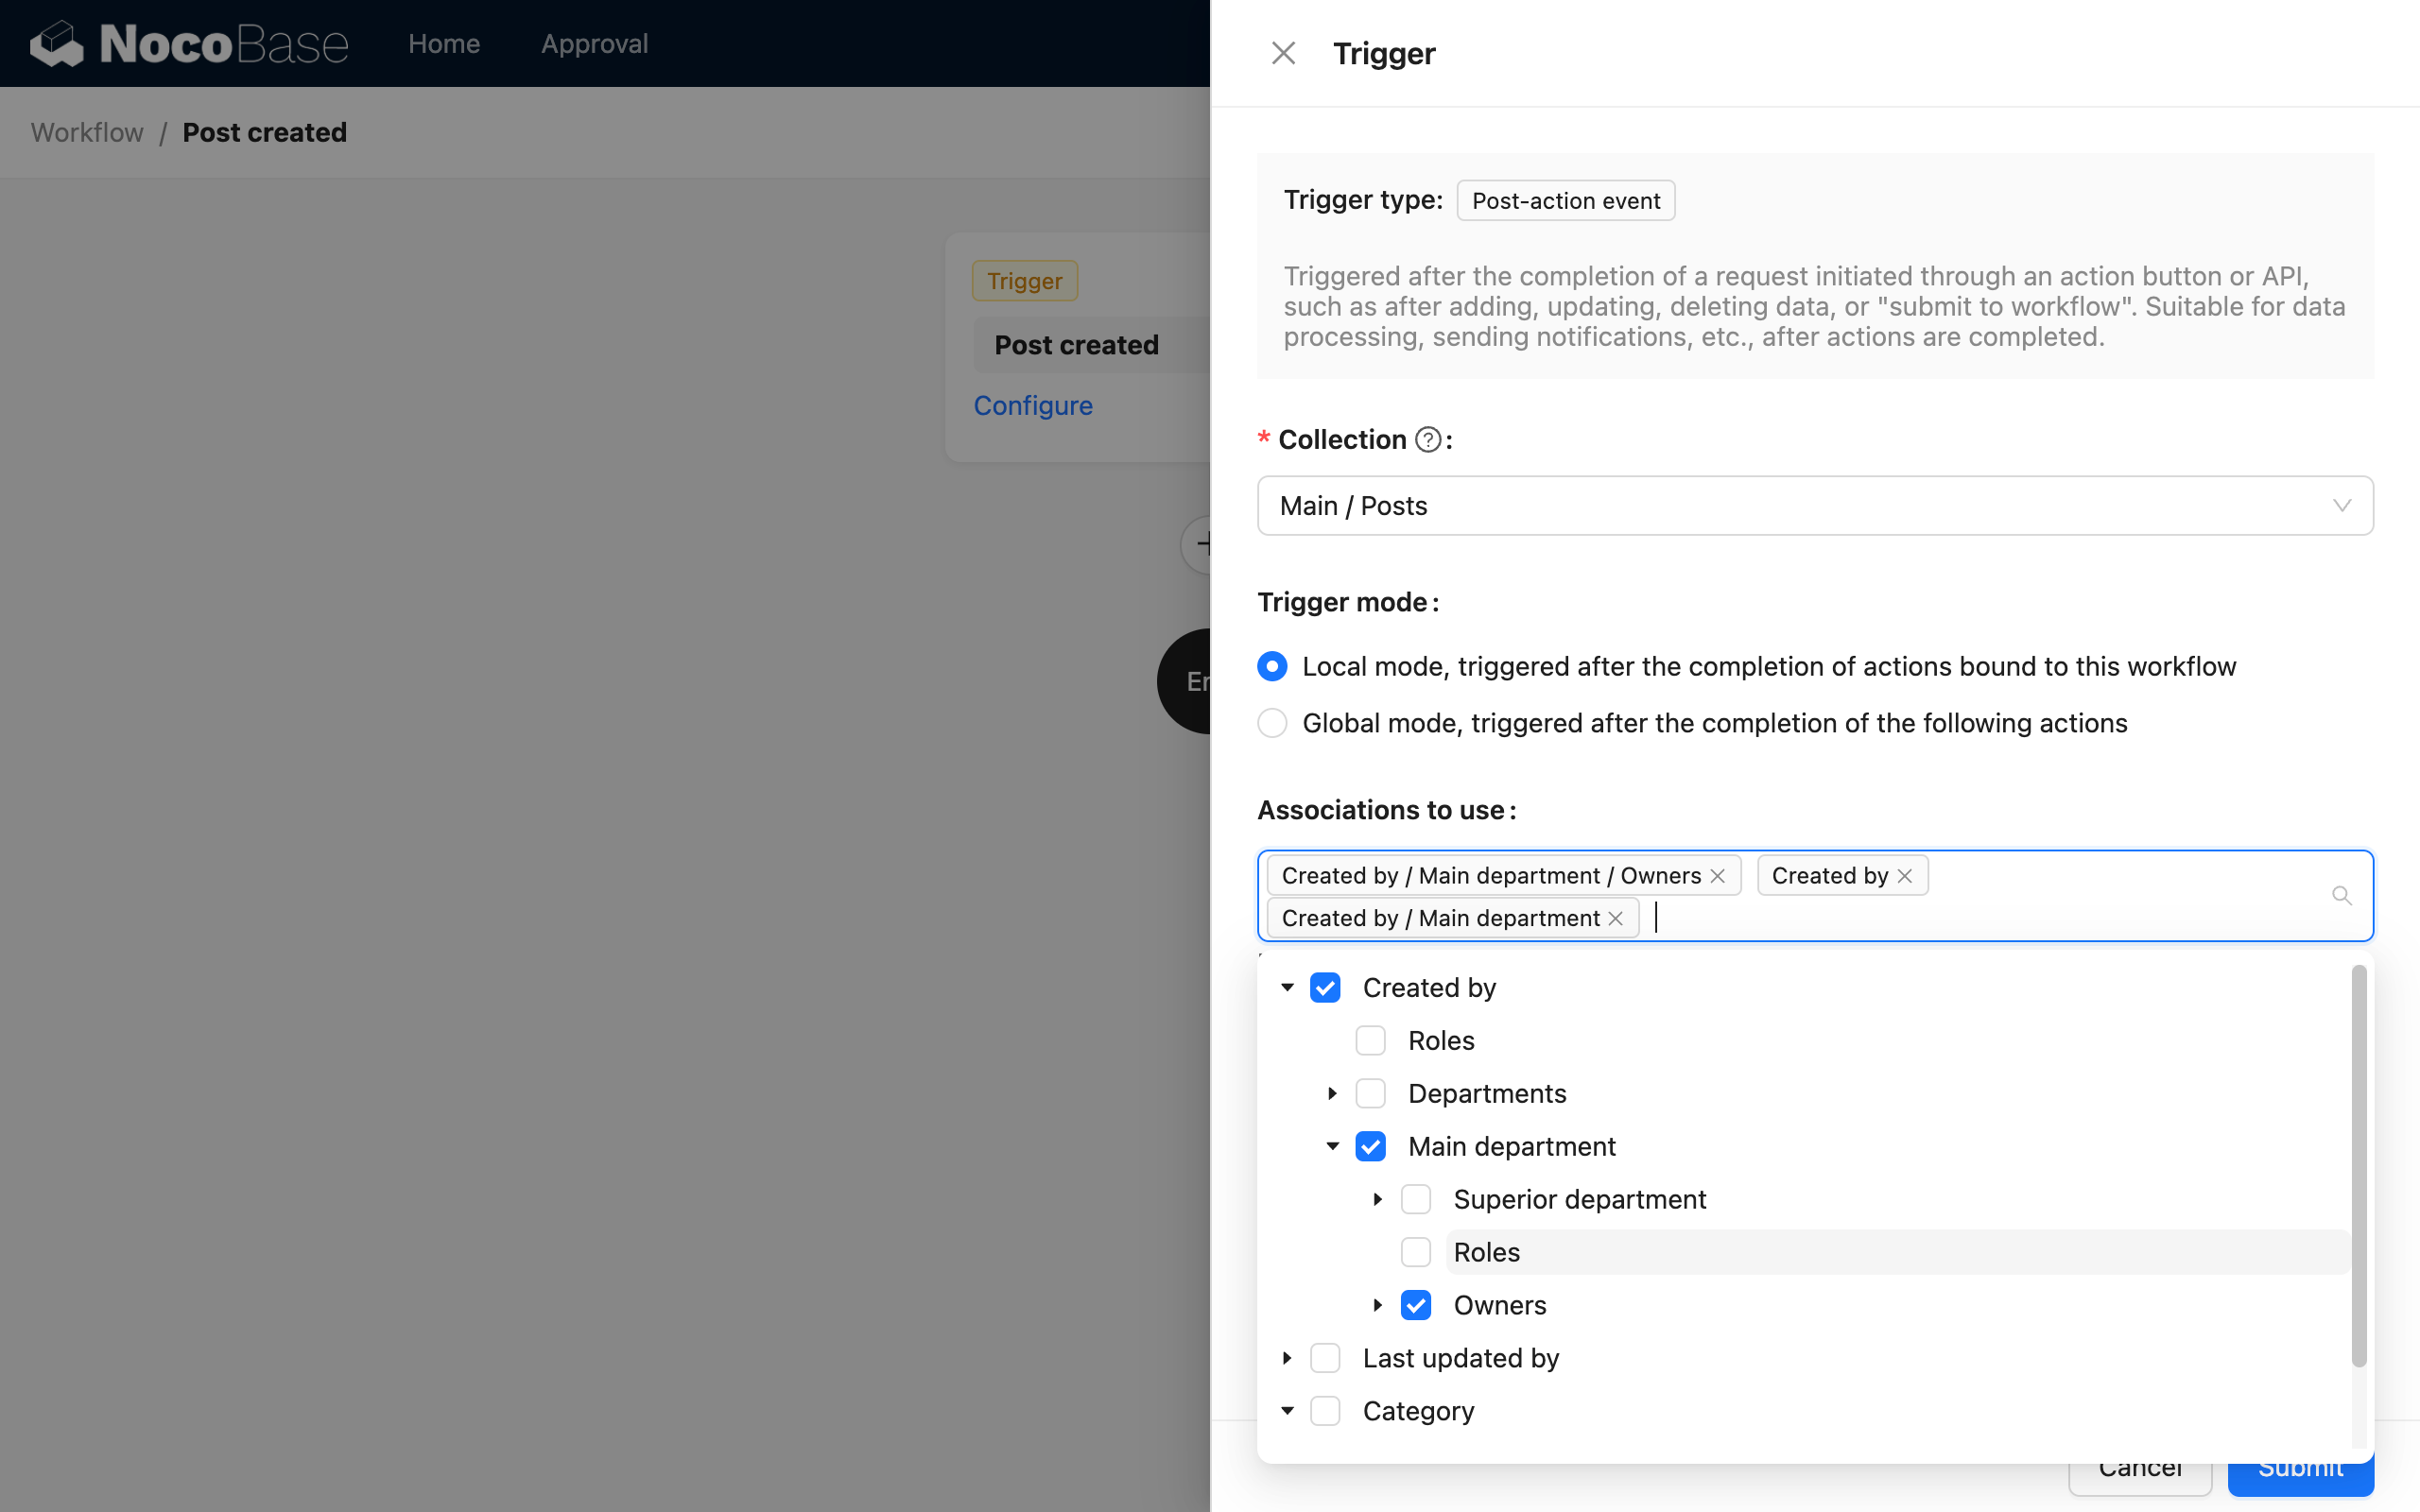 NocoBase Home Approval
Workflow / Post created
Trigger
Post created
Configure
Trigger
Trigger type: Post-action event
Triggered after the completion of a request initiated through an action button or API,
such as after adding, updating, deleting data, or "submit to workflow". Suitable for data
processing, sending notifications, etc., after actions are completed.
* Collection ? :
Main / Posts
Trigger mode :
Local mode, triggered after the completion of actions bound to this workflow
Global mode, triggered after the completion of the following actions
Associations to use :
Created by / Main department / Owners Created by
Created by / Main department
Created by
Roles
Departments
Main department
Superior department
Roles
Owners
Last updated by
Category
Cancel Submit